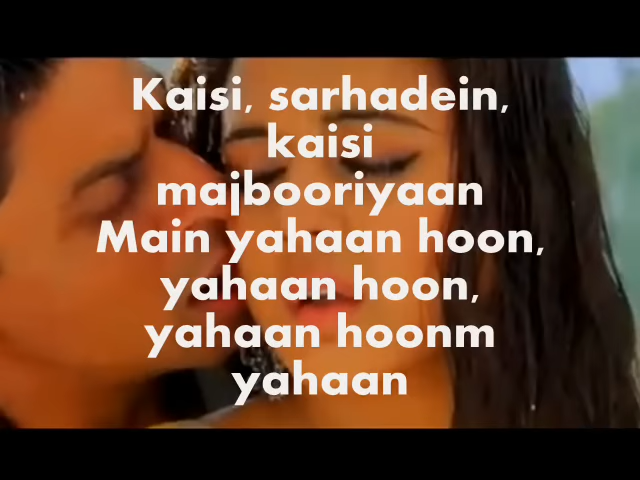 Kaisi, sarhadein,
kaisi
majbooriyaan
Main yahaan hoon,
yahaan hoon,
yahaan hoonm
yahaan